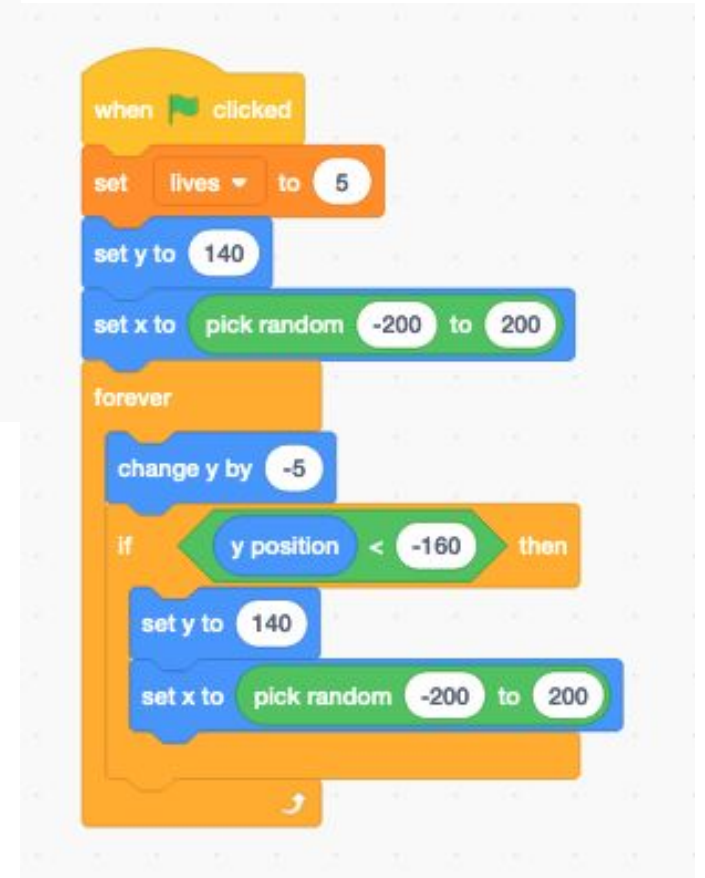 when clicked
set lives to 5
set y to 140
set x to pick random -200 to 200
forever
change y by -5
if y position < -160 then
set y to 140
set x to pick random -200 to 200